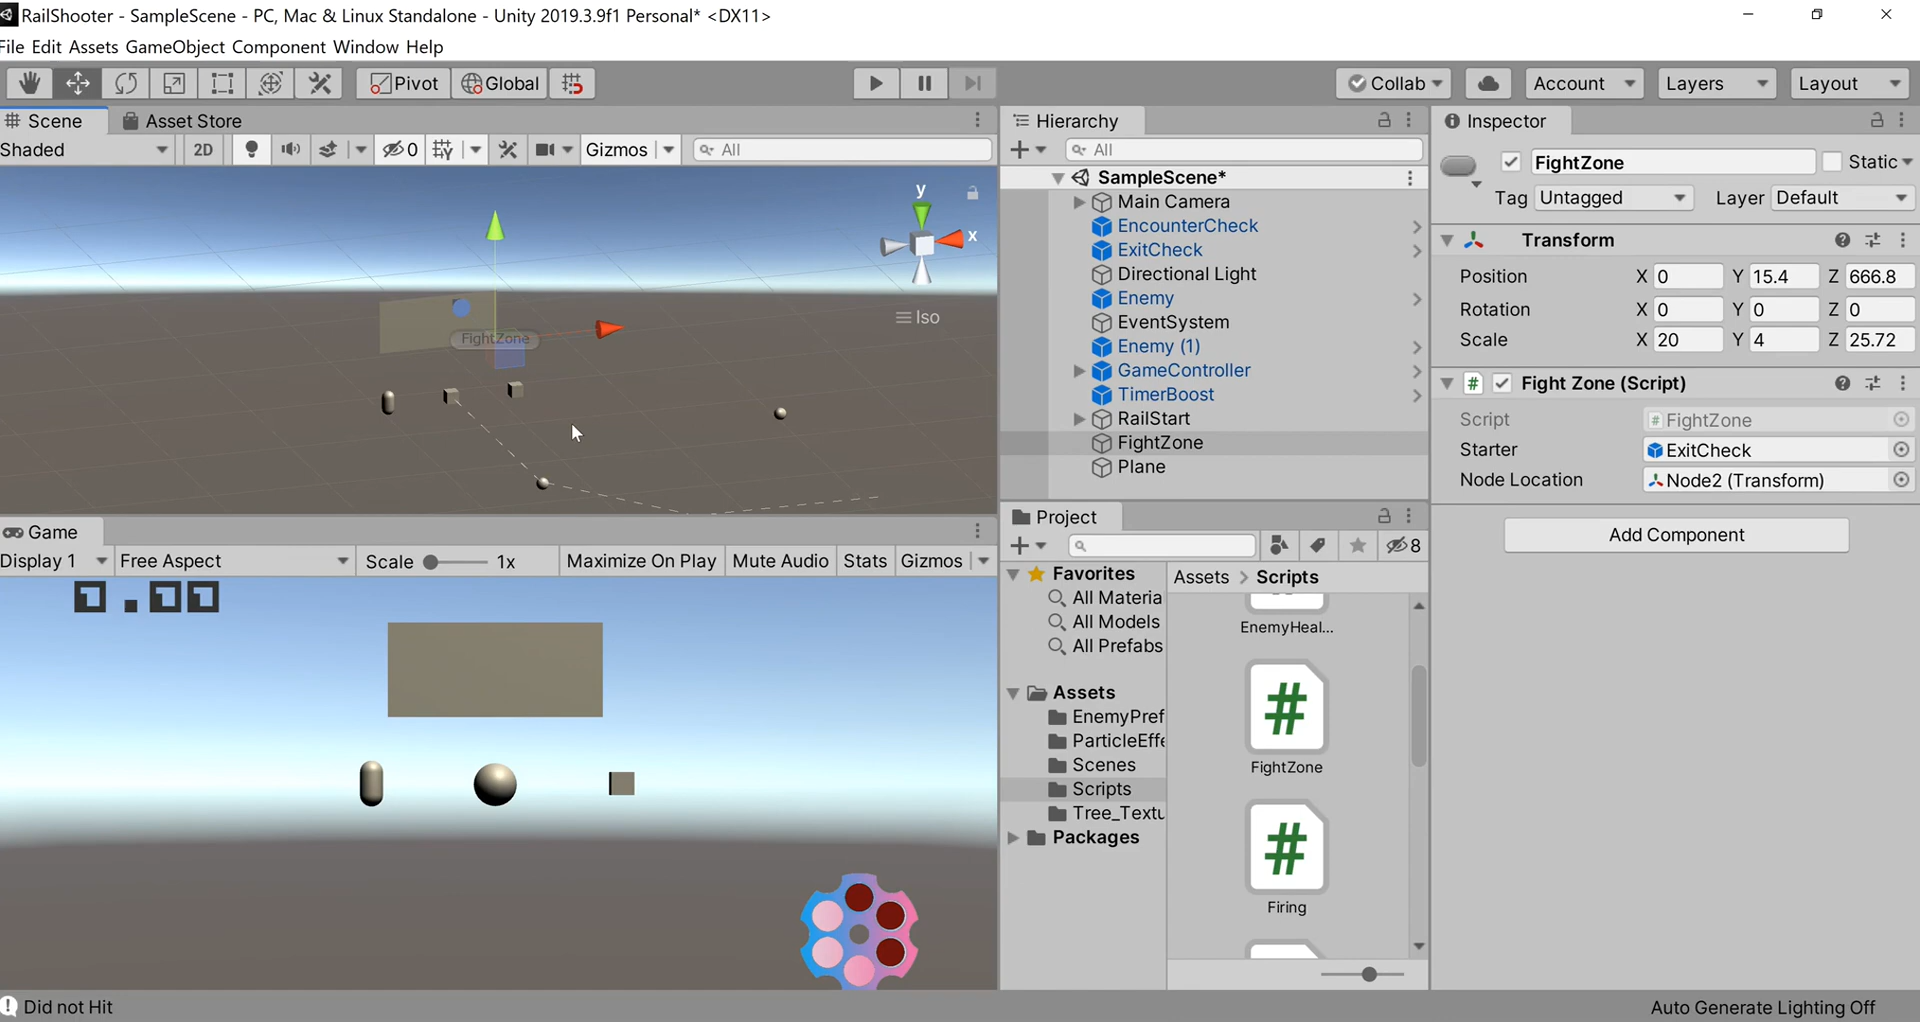 RailShooter - SampleScene - PC, Mac & Linux Standalone - Unity 2019.3.9f1 Personal* <DX11>
File Edit Assets GameObject Component Window Help
Pivot Global Collab Account Layers Layout
Scene Asset Store
Shaded 2D 0 Gizmos All
y
x
Iso
FightZone
Game
Display 1 Free Aspect Scale 1x Maximize On Play Mute Audio Stats Gizmos
0.00
Hierarchy
All
SampleScene*
Main Camera
EncounterCheck
ExitCheck
Directional Light
Enemy
EventSystem
Enemy (1)
GameController
TimerBoost
RailStart
FightZone
Plane
Project
8
Favorites
All Materia
All Models
All Prefabs
Assets
EnemyPref
ParticleEffe
Scenes
Scripts
Tree_Textu
Packages
Assets > Scripts
EnemyHeal...
#
FightZone
#
Firing
Inspector
FightZone Static
Tag Untagged Layer Default
Transform
Position X 0 Y 15.4 Z 666.8
Rotation X 0 Y 0 Z 0
Scale X 20 Y 4 Z 25.72
# Fight Zone (Script)
Script # FightZone
Starter ExitCheck
Node Location Node2 (Transform)
Add Component
Did not Hit
Auto Generate Lighting Off